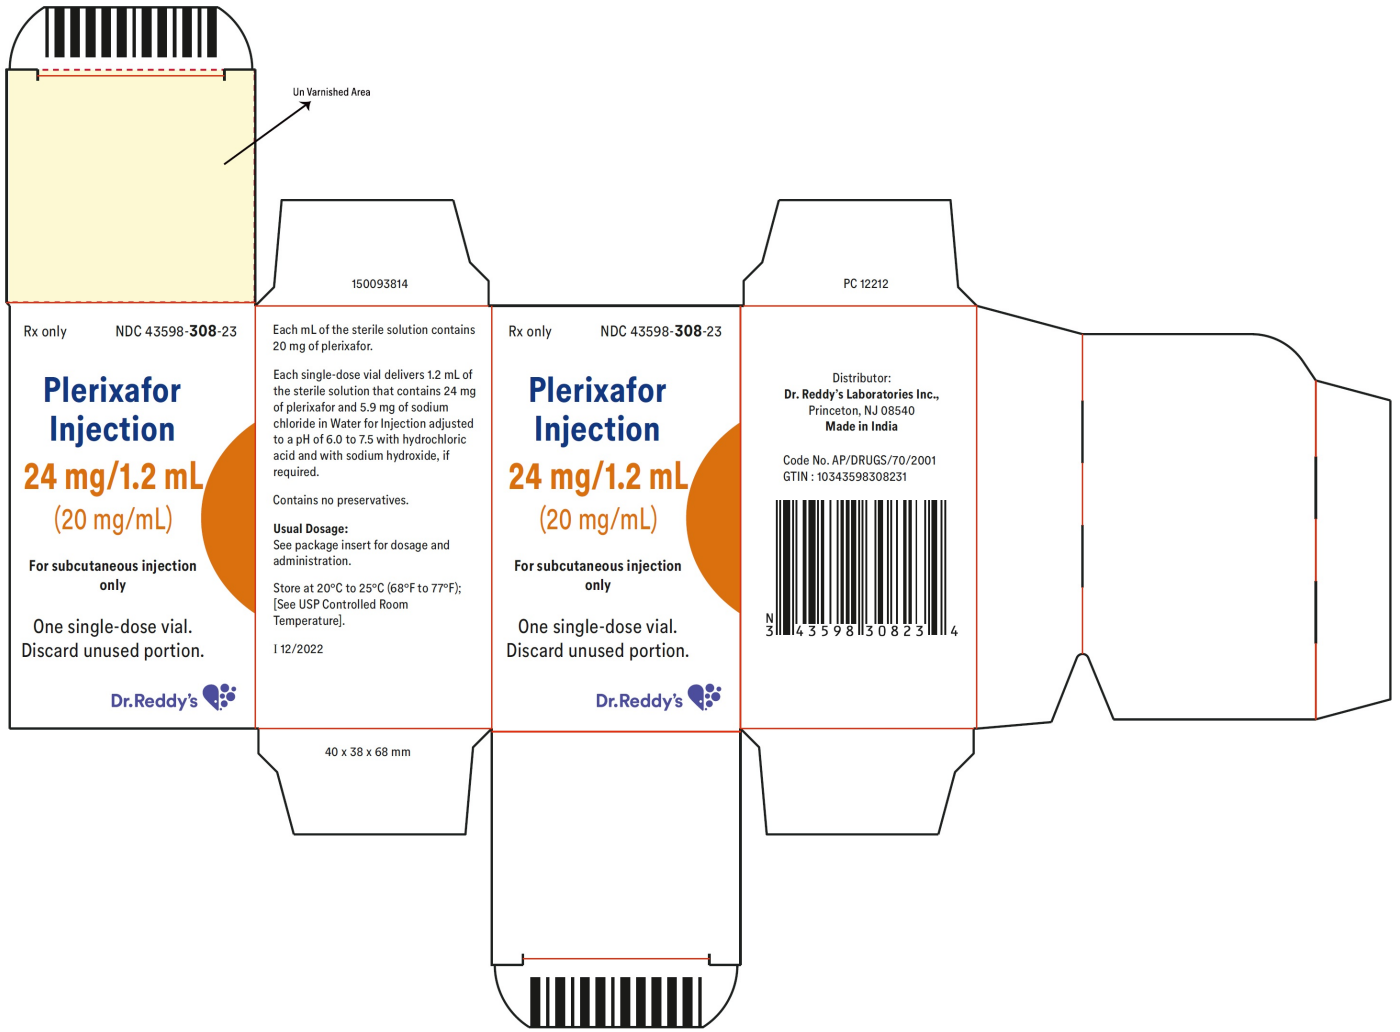 Un Varnished Area
150093814
PC 12212
Rx only NDC 43598-308-23
Plerixafor
Injection
24 mg/1.2 mL
(20 mg/mL)
For subcutaneous injection
only
One single-dose vial.
Discard unused portion.
Dr.Reddy's
Each mL of the sterile solution contains
20 mg of plerixafor.
Each single-dose vial delivers 1.2 mL of
the sterile solution that contains 24 mg
of plerixafor and 5.9 mg of sodium
chloride in Water for Injection adjusted
to a pH of 6.0 to 7.5 with hydrochloric
acid and with sodium hydroxide, if
required.
Contains no preservatives.
Usual Dosage:
See package insert for dosage and
administration.
Store at 20°C to 25°C (68°F to 77°F);
[See USP Controlled Room
Temperature].
I 12/2022
40 x 38 x 68 mm
Rx only NDC 43598-308-23
Plerixafor
Injection
24 mg/1.2 mL
(20 mg/mL)
For subcutaneous injection
only
One single-dose vial.
Discard unused portion.
Dr.Reddy's
Distributor:
Dr. Reddy's Laboratories Inc.,
Princeton, NJ 08540
Made in India
Code No. AP/DRUGS/70/2001
GTIN : 10343598308231
N
3 43598 30823 4